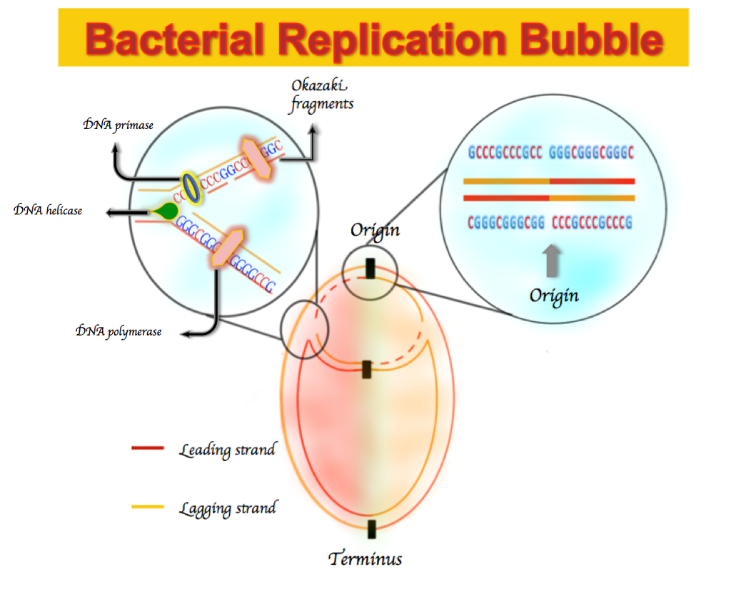 Bacterial Replication Bubble
Okazaki
fragments
DNA primase
DNA helicase
DNA polymerase
GCCCGCCCGCC GGGCGGGCGGGC
CGGGCGGGCGG CCCGCCCGCCCG
Origin
Origin
Leading strand
Lagging strand
Terminus